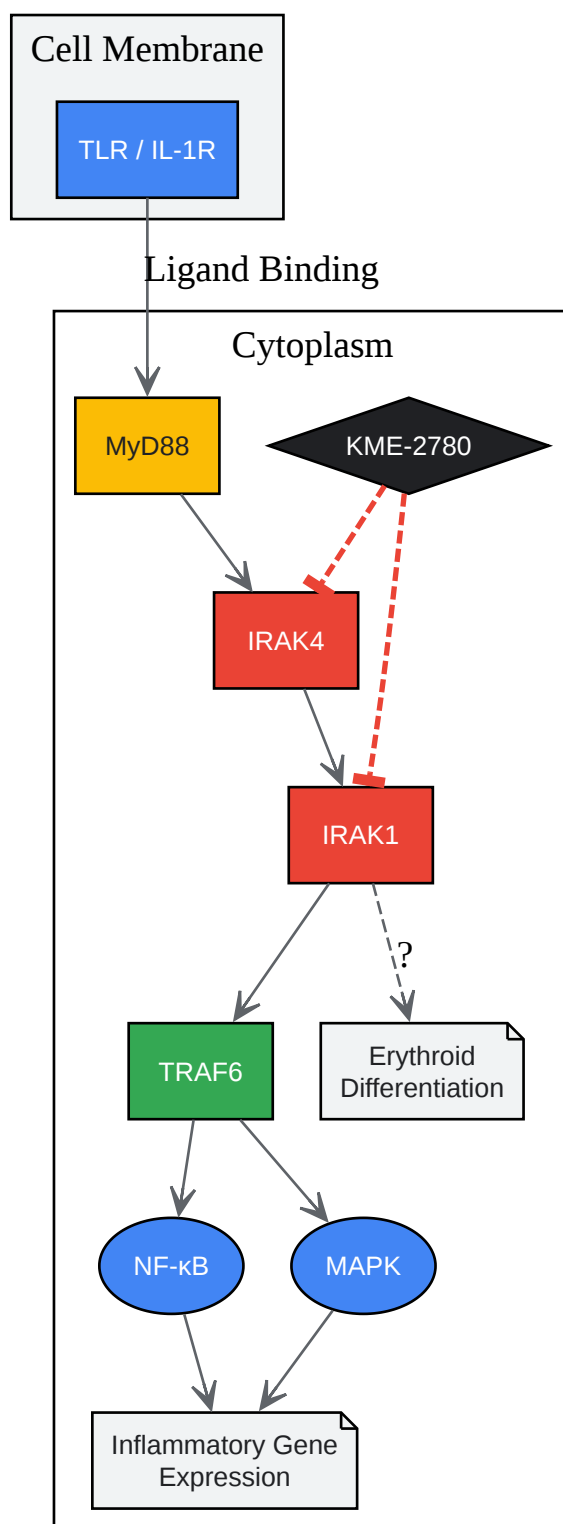 Cell Membrane
TLR / IL-1R
Ligand Binding
Cytoplasm
MyD88
KME-2780
IRAK4
IRAK1
?
TRAF6
Erythroid
Differentiation
NF-κB
MAPK
Inflammatory Gene
Expression